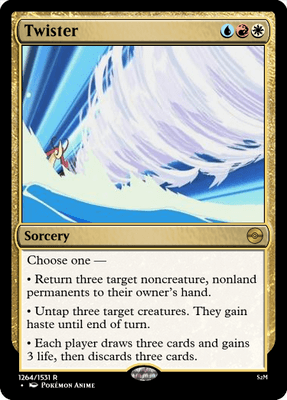 Twister
Sorcery
Choose one —
• Return three target noncreature, nonland
permanents to their owner's hand.
• Untap three target creatures. They gain
haste until end of turn.
• Each player draws three cards and gains
3 life, then discards three cards.
1264/1531 R
SzM
• Pokémon Anime